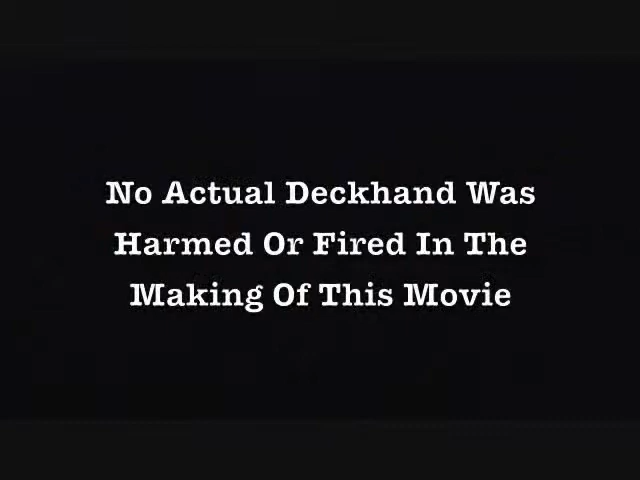 No Actual Deckhand Was
Harmed Or Fired In The
Making Of This Movie